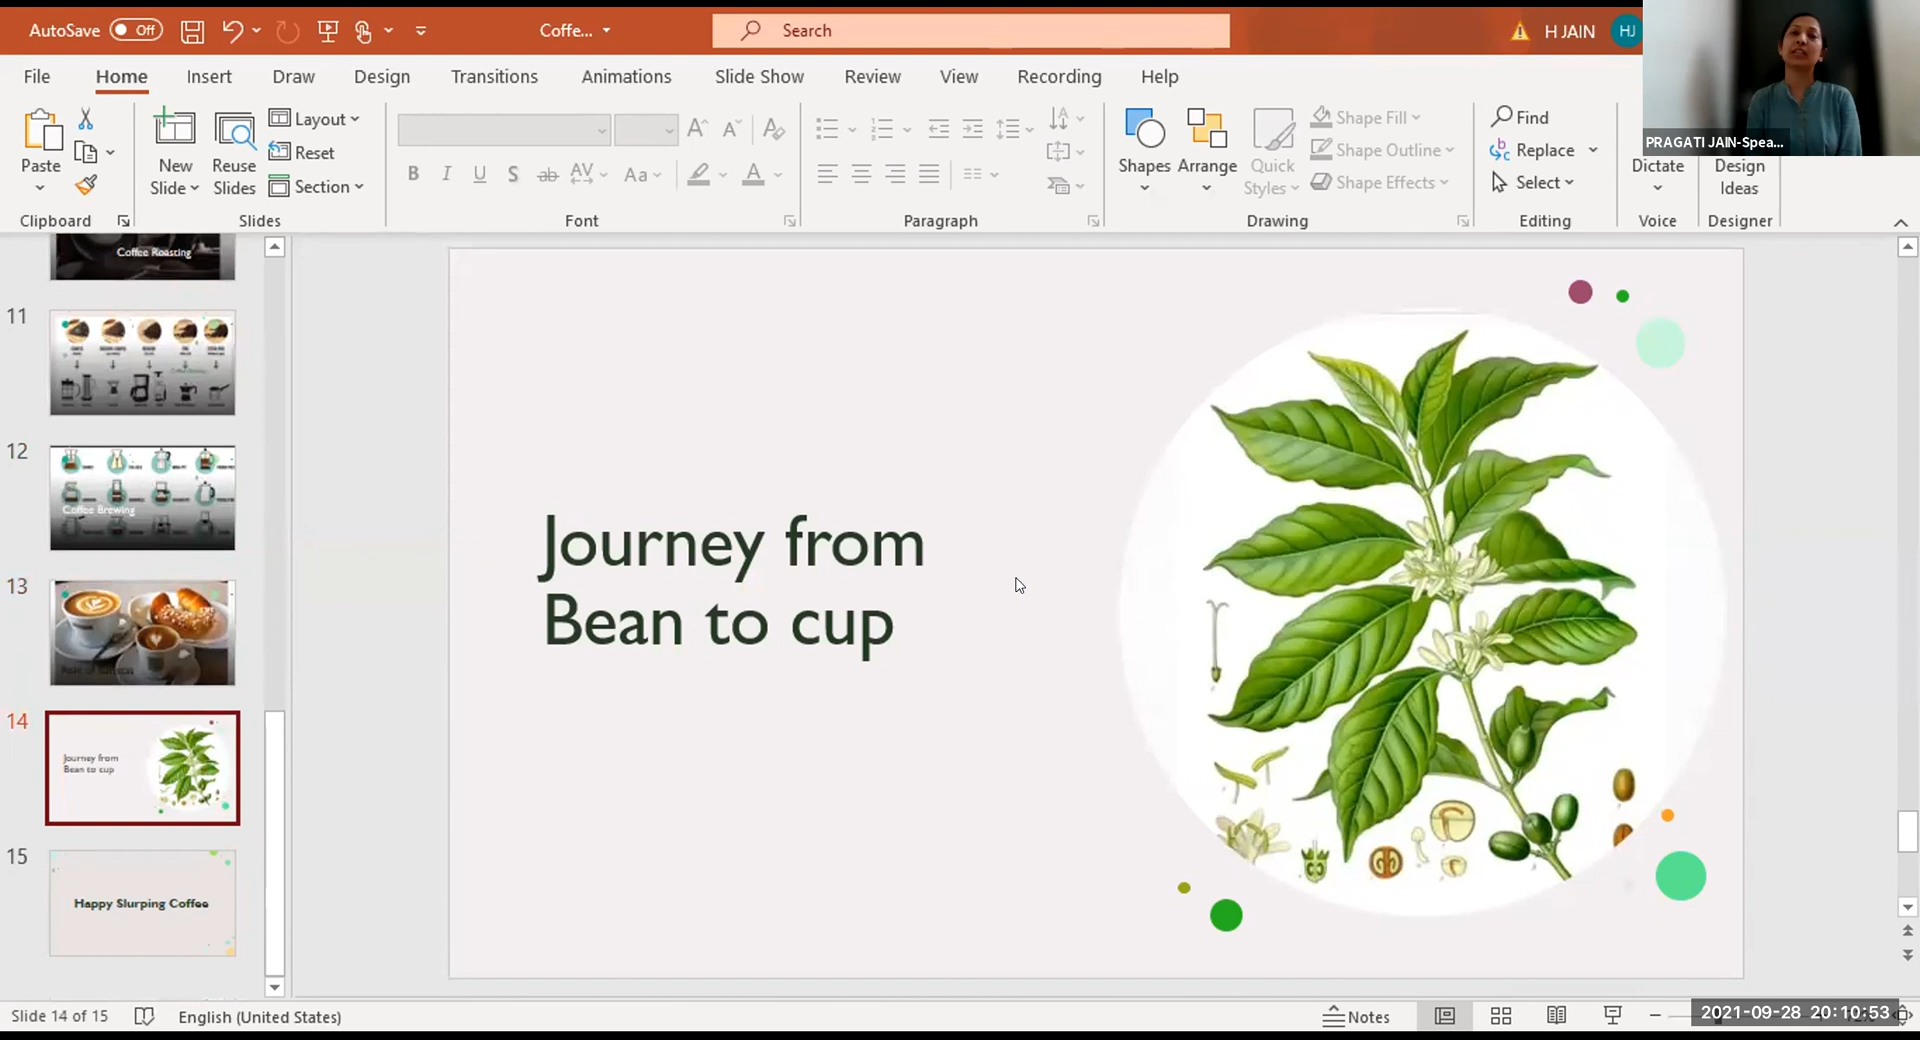 AutoSave Off
Coffe...
Search
H JAIN
HJ
File Home Insert Draw Design Transitions Animations Slide Show Review View Recording Help
PRAGATI JAIN-Spea...
Paste
New
Slide
Reuse
Slides
Layout
Reset
Section
B I U S ab AV Aa A
Shapes
Arrange
Quick
Styles
Shape Fill
Shape Outline
Shape Effects
Find
Replace
Select
Dictate
Design
Ideas
Clipboard Slides Font Paragraph Drawing Editing Voice Designer
Coffee Roasting
11
12
Coffee Brewing
13
14
Journey from
Bean to cup
15
Happy Slurping Coffee
Journey from
Bean to cup
Slide 14 of 15
English (United States)
Notes
2021-09-28 20:10:53